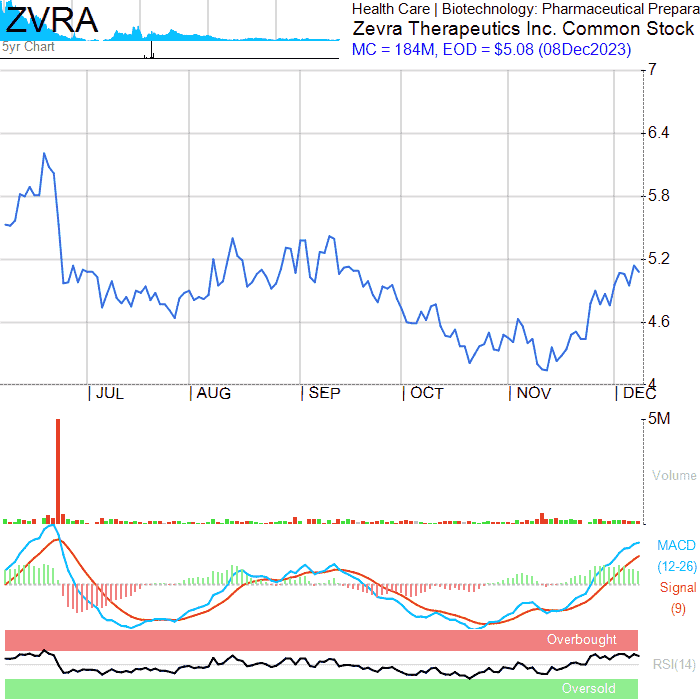 ZVRA
5yr Chart
Health Care | Biotechnology: Pharmaceutical Prepara
Zevra Therapeutics Inc. Common Stock
MC = 184M, EOD = $5.08 (08Dec2023)
7
6.4
5.8
5.2
4.6
4
JUL AUG SEP OCT NOV DEC
5M
Volume
MACD
(12-26)
Signal
(9)
Overbought
RSI(14)
Oversold